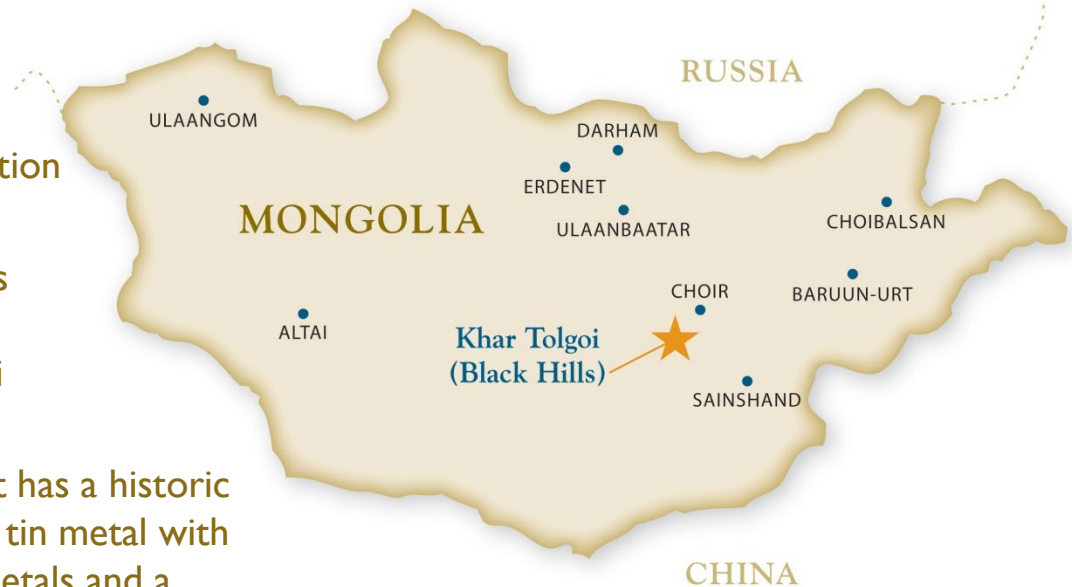 RUSSIA
ULAANGOM
DARHAM
tion
ERDENET
MONGOLIA
ULAANBAATAR
CHOIBALSAN
s
CHOIR
BARUUN-URT
ALTAI
Khar Tolgoi
(Black Hills)
i
SAINSHAND
t has a historic
tin metal with
etals and a
CHINA